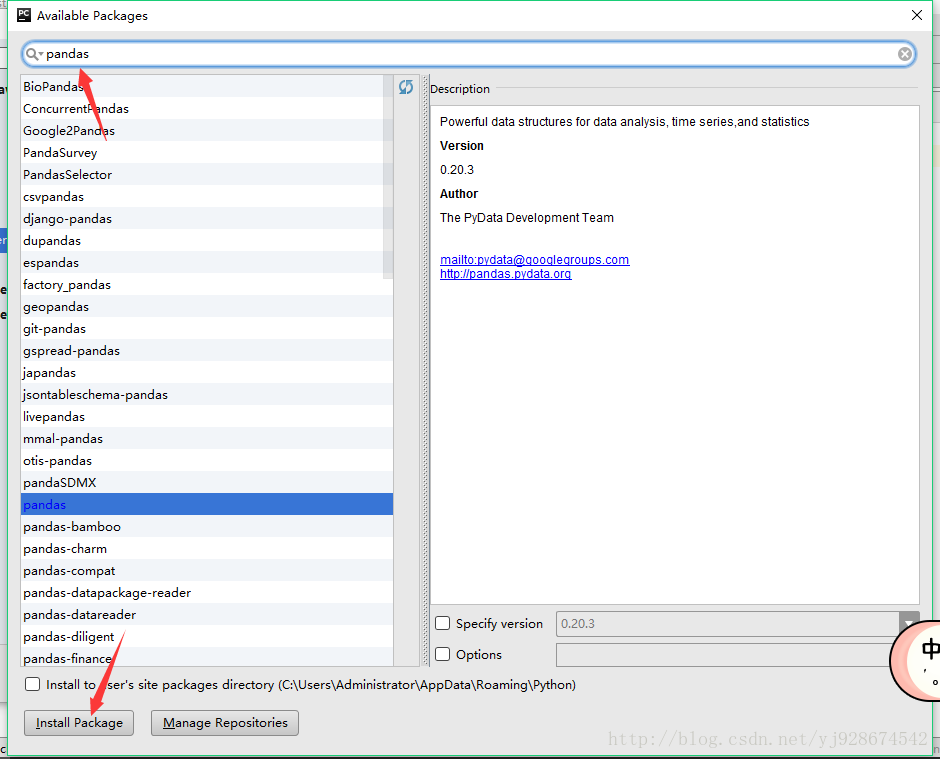 PC Available Packages
pandas
BioPandas
ConcurrentPandas
Google2Pandas
PandaSurvey
PandasSelector
csvpandas
django-pandas
dupandas
espandas
factory_pandas
geopandas
git-pandas
gspread-pandas
japandas
jsontableschema-pandas
livepandas
mmal-pandas
otis-pandas
pandaSDMX
pandas
pandas-bamboo
pandas-charm
pandas-compat
pandas-datapackage-reader
pandas-datareader
pandas-diligent
pandas-finance
Description
Powerful data structures for data analysis, time series,and statistics
Version
0.20.3
Author
The PyData Development Team
mailto:pydata@googlegroups.com
http://pandas.pydata.org
Specify version 0.20.3
Options
中
Install to user's site packages directory (C:\Users\Administrator\AppData\Roaming\Python)
Install Package Manage Repositories
http://blog.csdn.net/yj928674542